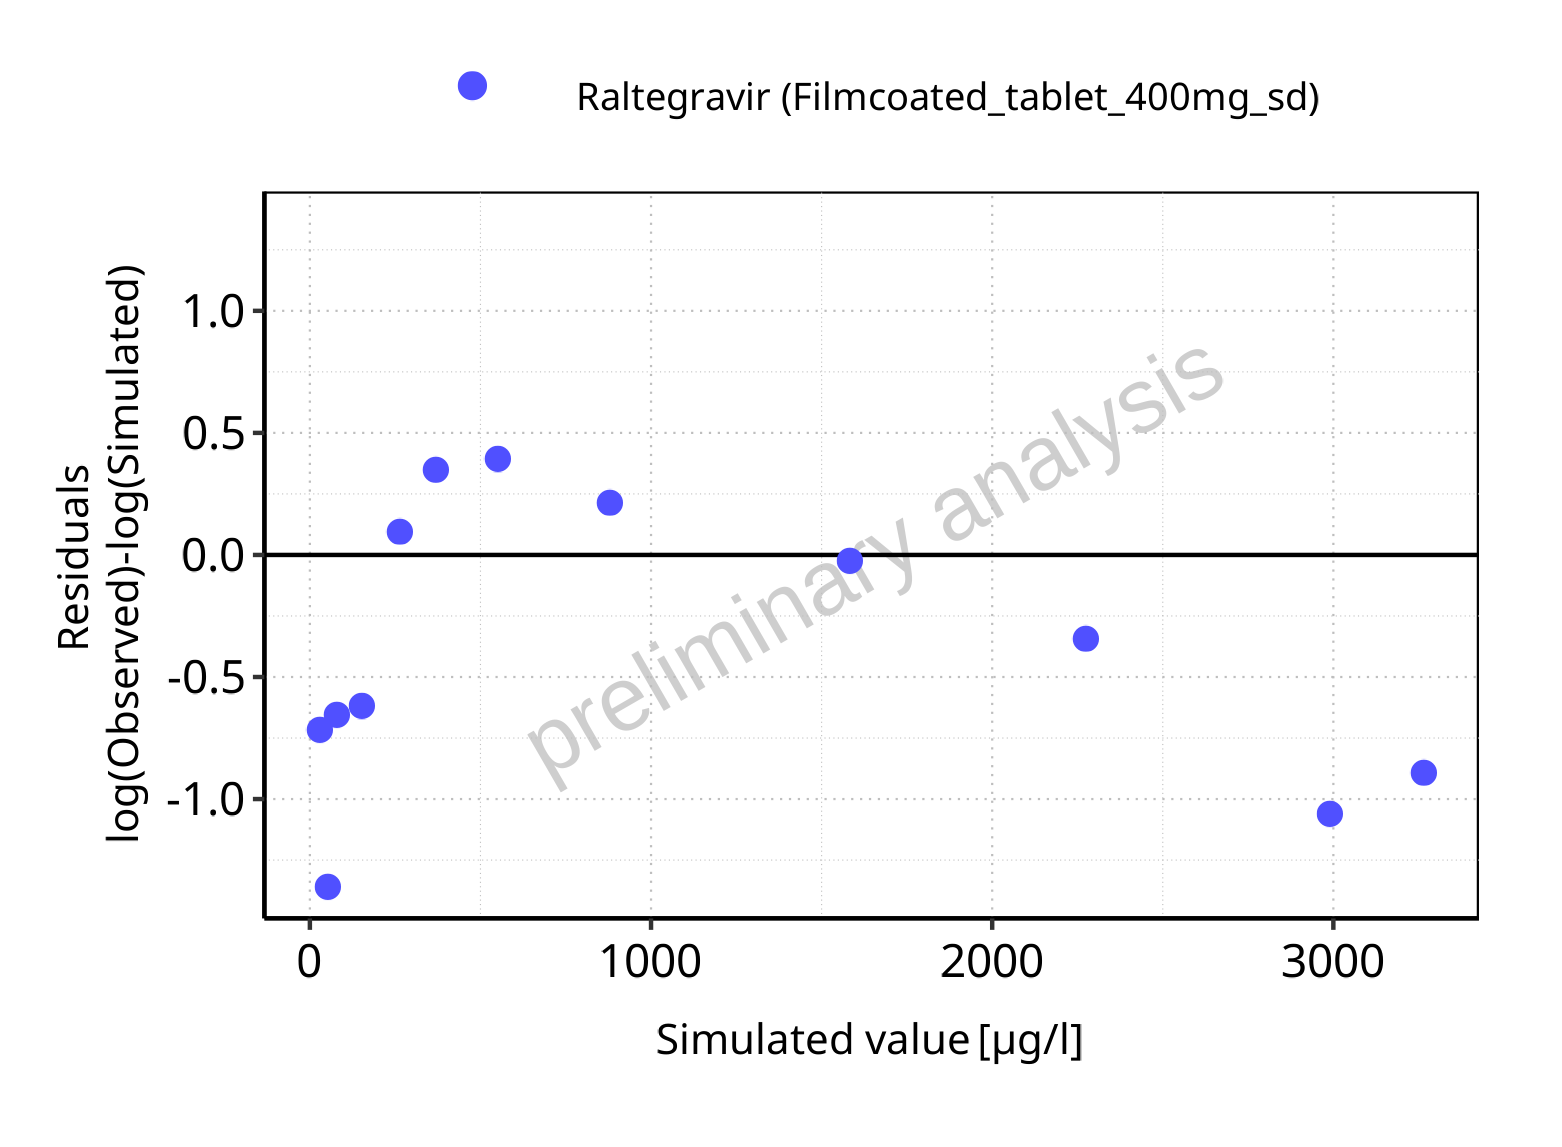 Raltegravir (Filmcoated_tablet_400mg_sd)
Residuals
log(Observed)-log(Simulated)
1.0
0.5
0.0
-0.5
-1.0
preliminary analysis
0 1000 2000 3000
Simulated value [µg/l]